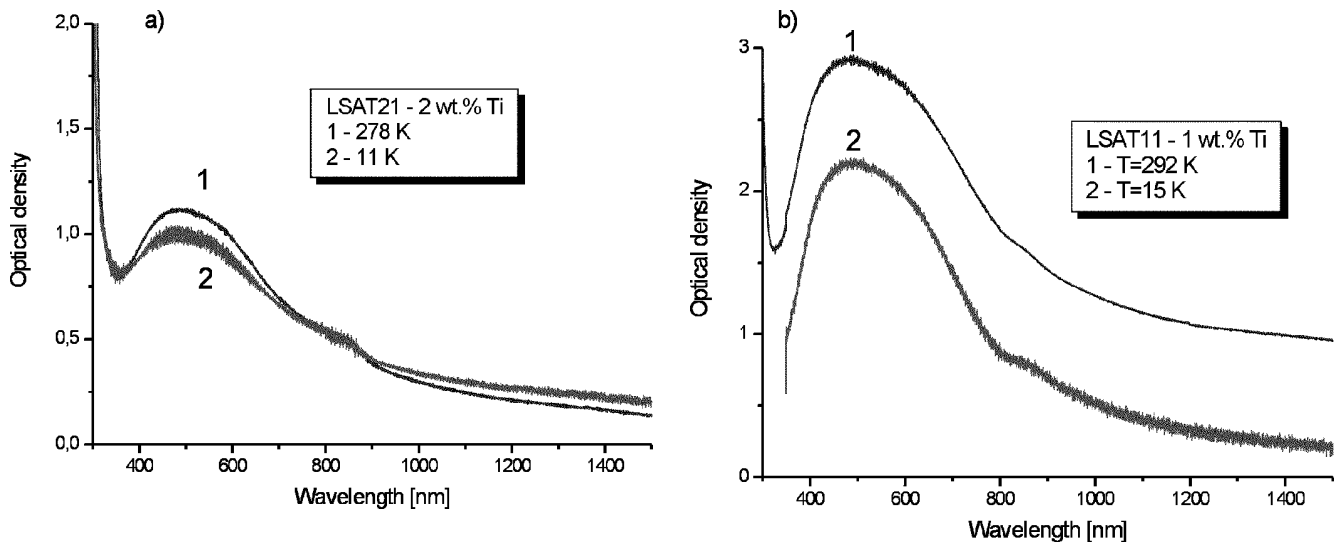 a)
2,0
1,5
1,0
0,5
0,0
Optical density
LSAT21 - 2 wt.% Ti
1 - 278 K
2 - 11 K
1
2
400 600 800 1000 1200 1400
Wavelength [nm]
b)
3
2
1
0
Optical density
1
LSAT11 - 1 wt.% Ti
1 - T=292 K
2 - T=15 K
2
400 600 800 1000 1200 1400
Wavelength [nm]